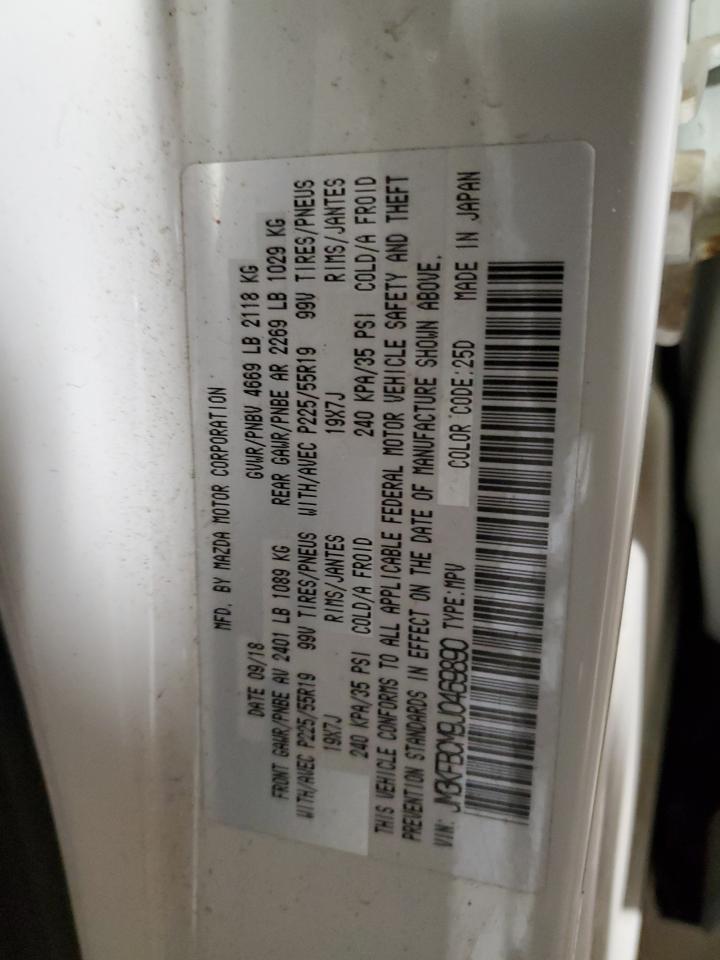 MFD. BY MAZDA MOTOR CORPORATION
DATE 09/18 GVWR/PNBV 4669 LB 2118 KG
FRONT GAWR/PNBE AV 2401 LB 1089 KG REAR GAWR/PNBE AR 2269 LB 1029 KG
WITH/AVEC P225/55R19 99V TIRES/PNEUS WITH/AVEC P225/55R19 99V TIRES/PNEUS
19X7J RIMS/JANTES 19X7J RIMS/JANTES
240 KPA/35 PSI COLD/A FROID 240 KPA/35 PSI COLD/A FROID
THIS VEHICLE CONFORMS TO ALL APPLICABLE FEDERAL MOTOR VEHICLE SAFETY AND THEFT
PREVENTION STANDARDS IN EFFECT ON THE DATE OF MANUFACTURE SHOWN ABOVE.
VIN: JM3KFBCM9J0469890 TYPE:MPV COLOR CODE:25D MADE IN JAPAN